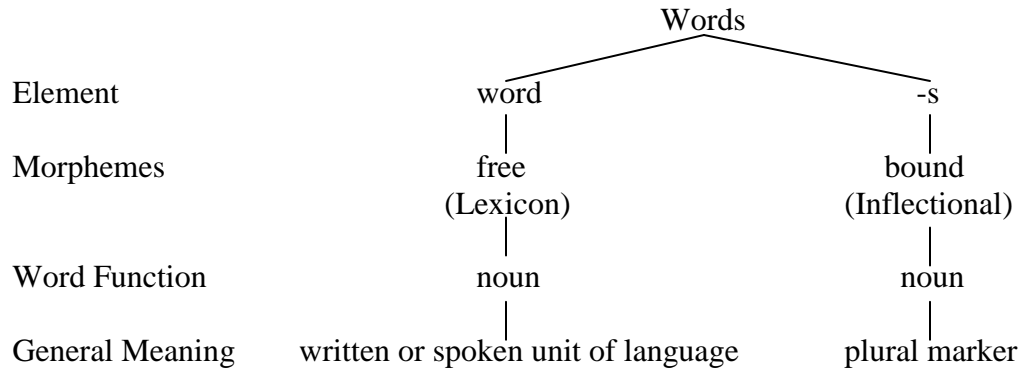 Words
Element word -s
Morphemes free bound
(Lexicon) (Inflectional)
Word Function noun noun
General Meaning written or spoken unit of language plural marker